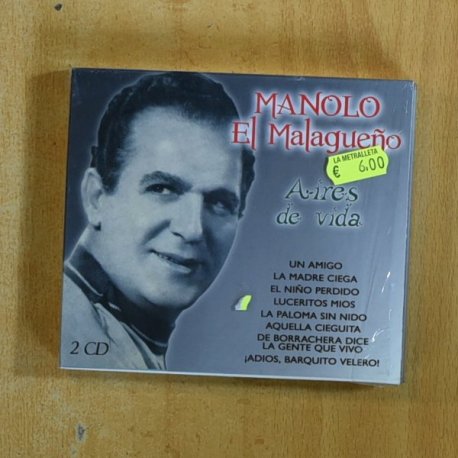 MANOLO
El Malagueño
LA METRALLETA
€ 6,00
Aires
de vida
UN AMIGO
LA MADRE CIEGA
EL NIÑO PERDIDO
LUCERITOS MIOS
LA PALOMA SIN NIDO
AQUELLA CIEGUITA
DE BORRACHERA DICE
LA GENTE QUE VIVO
¡ADIOS, BARQUITO VELERO!
2 CD